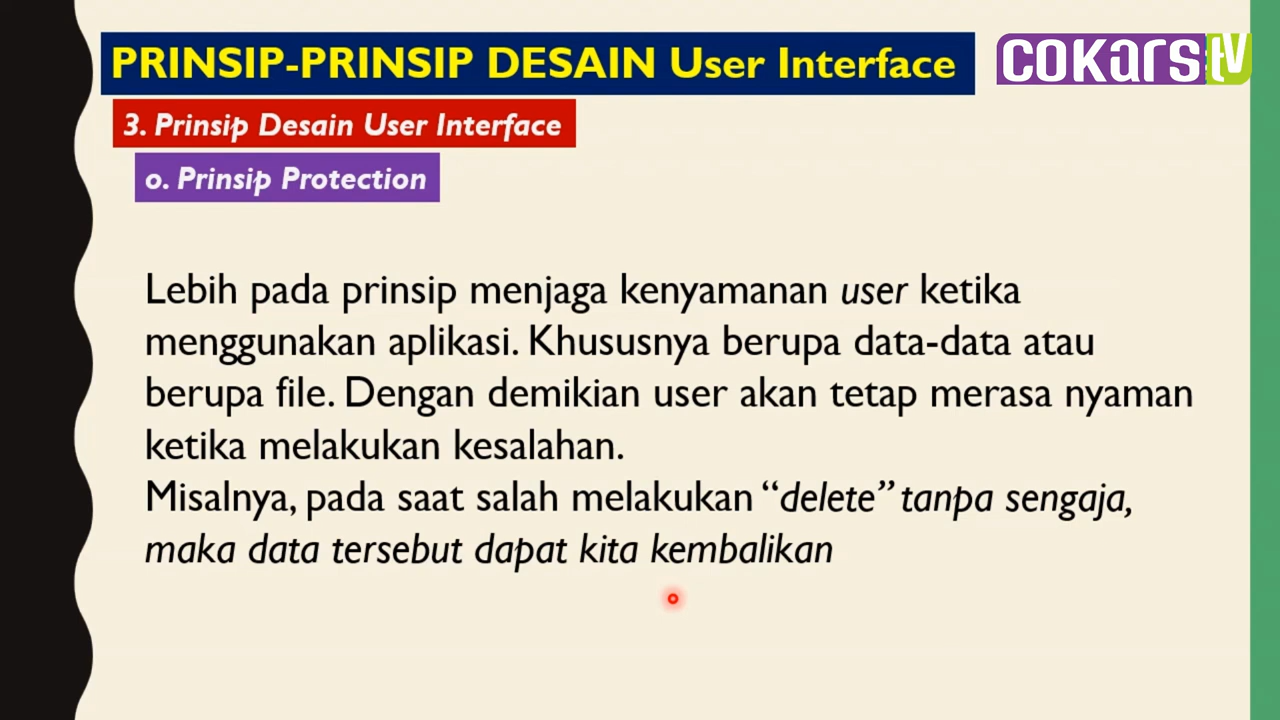 PRINSIP-PRINSIP DESAIN User Interface
cokarstv
3. Prinsip Desain User Interface
o. Prinsip Protection
Lebih pada prinsip menjaga kenyamanan user ketika
menggunakan aplikasi. Khususnya berupa data-data atau
berupa file. Dengan demikian user akan tetap merasa nyaman
ketika melakukan kesalahan.
Misalnya, pada saat salah melakukan “delete” tanpa sengaja,
maka data tersebut dapat kita kembalikan